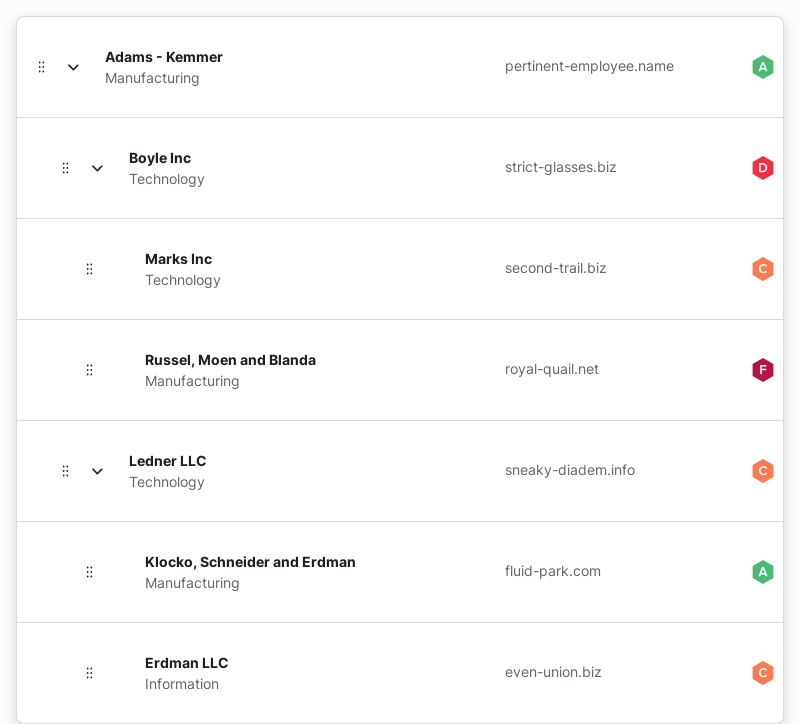 Adams - Kemmer
Manufacturing
pertinent-employee.name
A
Boyle Inc
Technology
strict-glasses.biz
D
Marks Inc
Technology
second-trail.biz
C
Russel, Moen and Blanda
Manufacturing
royal-quail.net
F
Ledner LLC
Technology
sneaky-diadem.info
C
Klocko, Schneider and Erdman
Manufacturing
fluid-park.com
A
Erdman LLC
Information
even-union.biz
C